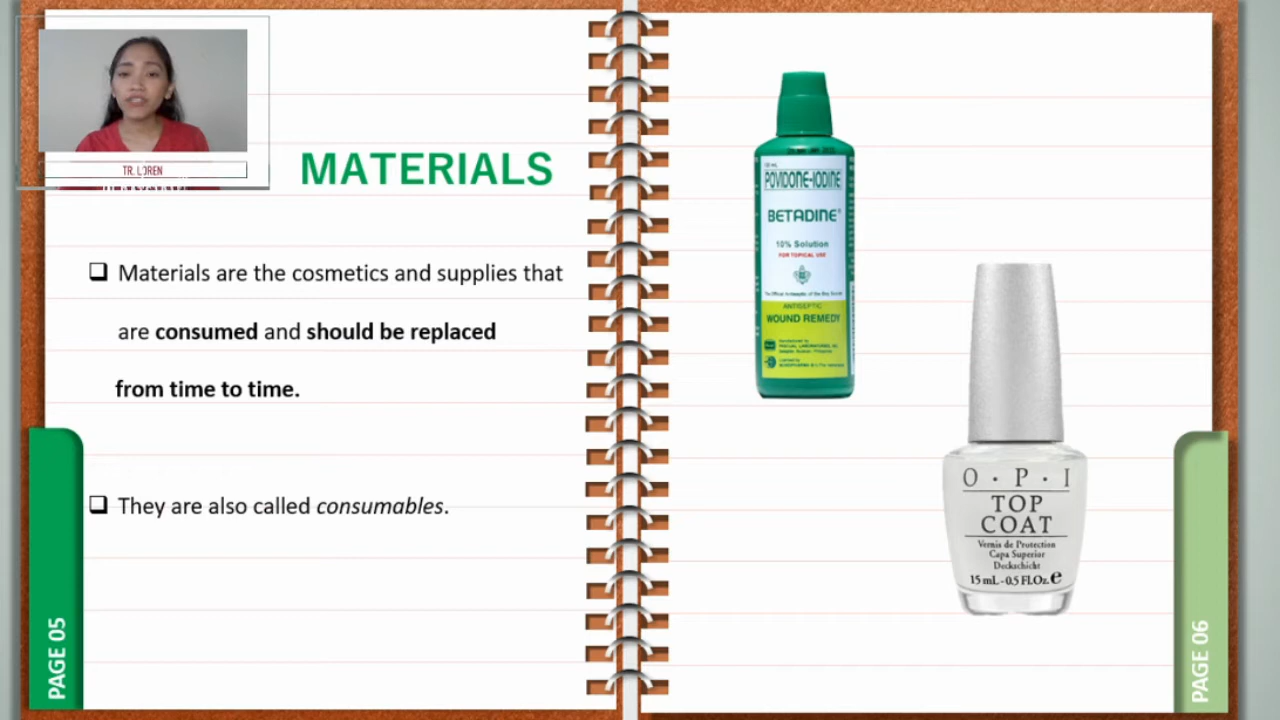 TR. LOREN
MATERIALS
❑ Materials are the cosmetics and supplies that
are consumed and should be replaced
from time to time.
❑ They are also called consumables.
PAGE 05
POVIDONE-IODINE
BETADINE®
10% Solution
FOR TOPICAL USE
ANTISEPTIC
WOUND REMEDY
O·P·I
TOP
COAT
Vernis de Protection
Capa Superior
Deckschicht
15 mL - 0.5 Fl.Oz. e
PAGE 06